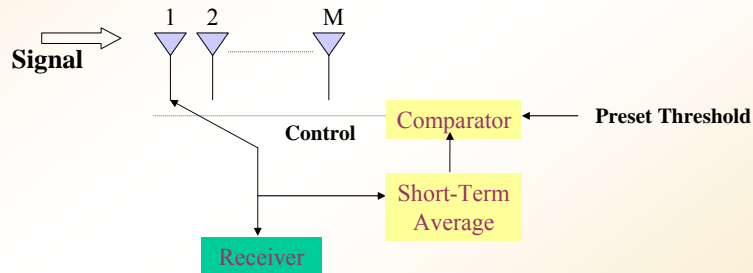 1 2 M
Signal
Control
Comparator
Preset Threshold
Short-Term
Average
Receiver